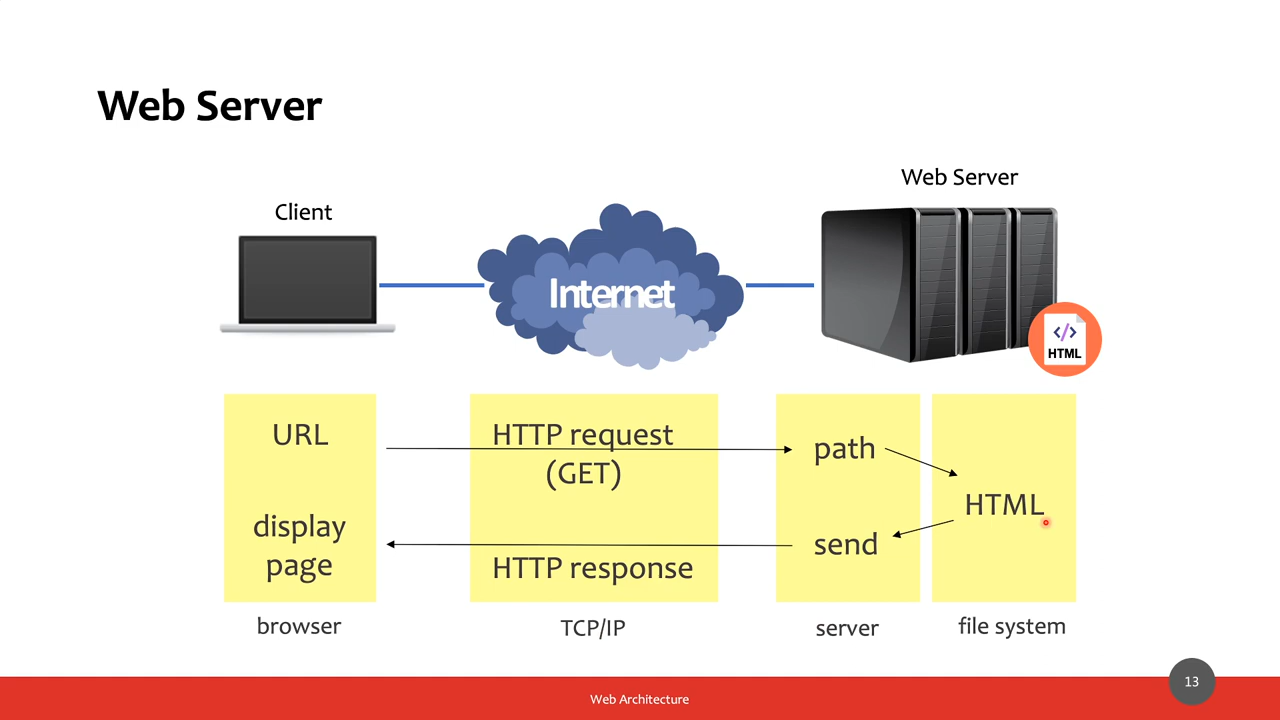 Web Server
Web Server
Client
Internet
</>
HTML
URL
HTTP request
(GET)
path
HTML
display
page
HTTP response
send
browser
TCP/IP
server
file system
Web Architecture
13